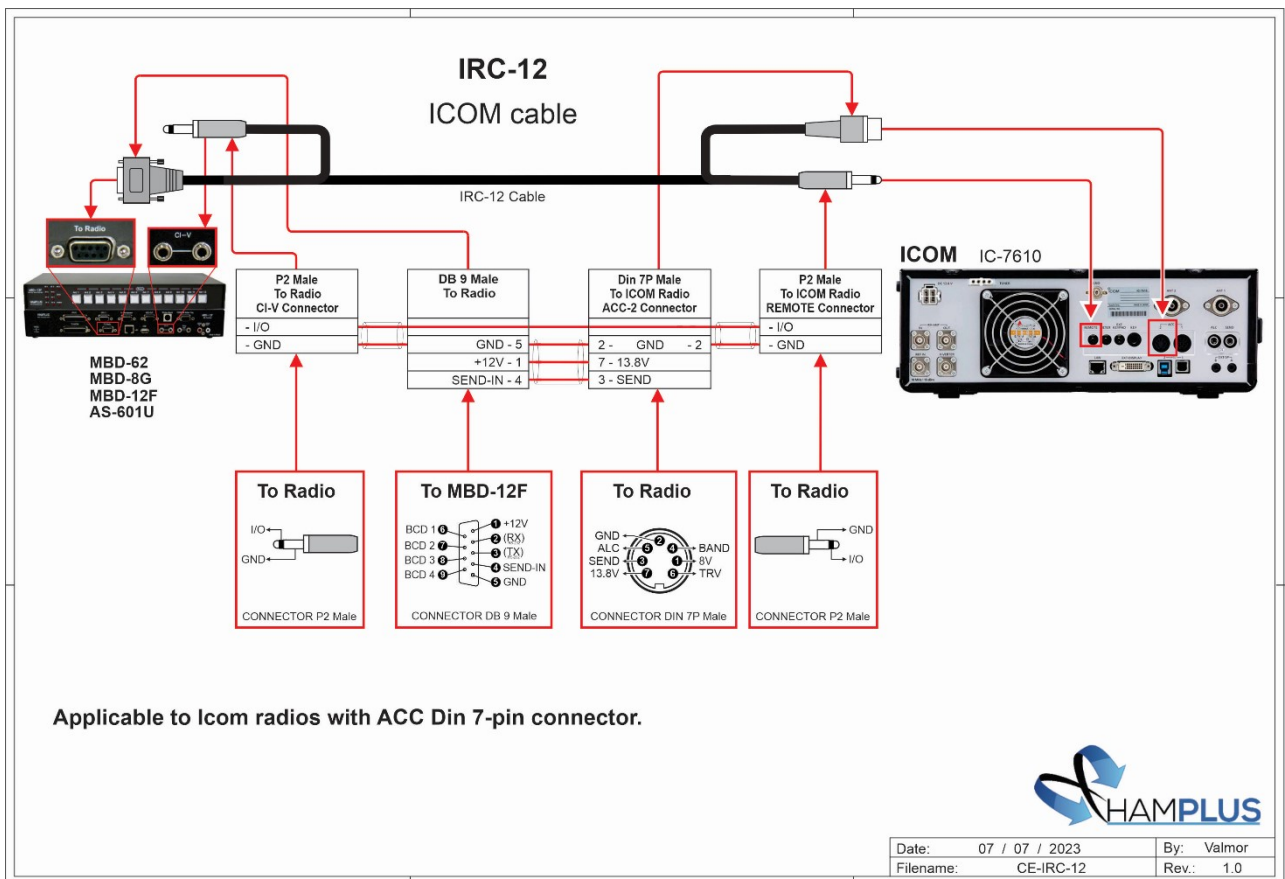 IRC-12
ICOM cable
IRC-12 Cable
To Radio
CI-V
MBD-62
MBD-8G
MBD-12F
AS-601U
P2 Male
To Radio
CI-V Connector
- I/O
- GND
DB 9 Male
To Radio
GND - 5
+12V - 1
SEND-IN - 4
Din 7P Male
To ICOM Radio
ACC-2 Connector
2 - GND - 2
7 - 13.8V
3 - SEND
P2 Male
To ICOM Radio
REMOTE Connector
- I/O
- GND
ICOM IC-7610
To Radio
I/O
GND
CONNECTOR P2 Male
To MBD-12F
BCD 1 6
BCD 2 7
BCD 3 8
BCD 4 9
1 +12V
2 (RX)
3 (TX)
4 SEND-IN
5 GND
CONNECTOR DB 9 Male
To Radio
GND 2
ALC 5
SEND 3
13.8V 7
4 BAND
1 8V
6 TRV
CONNECTOR DIN 7P Male
To Radio
GND
I/O
CONNECTOR P2 Male
Applicable to Icom radios with ACC Din 7-pin connector.
HAMPLUS
Date: 07 / 07 / 2023 By: Valmor
Filename: CE-IRC-12 Rev.: 1.0